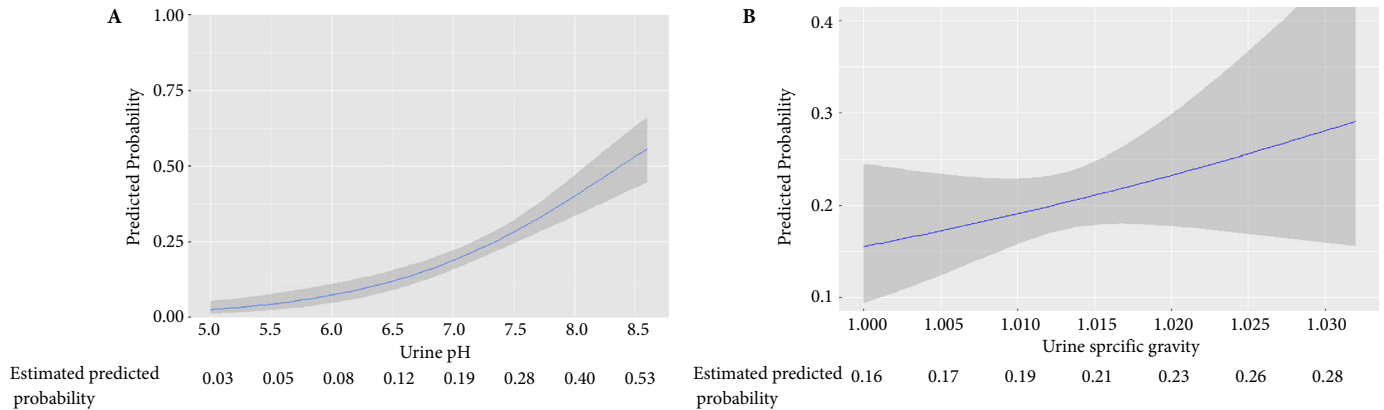 A
Predicted Probability
1.00
0.75
0.50
0.25
0.00
5.0 5.5 6.0 6.5 7.0 7.5 8.0 8.5
Urine pH
Estimated predicted probability 0.03 0.05 0.08 0.12 0.19 0.28 0.40 0.53
B
Predicted Probability
0.4
0.3
0.2
0.1
1.000 1.005 1.010 1.015 1.020 1.025 1.030
Urine sprcific gravity
Estimated predicted probability 0.16 0.17 0.19 0.21 0.23 0.26 0.28